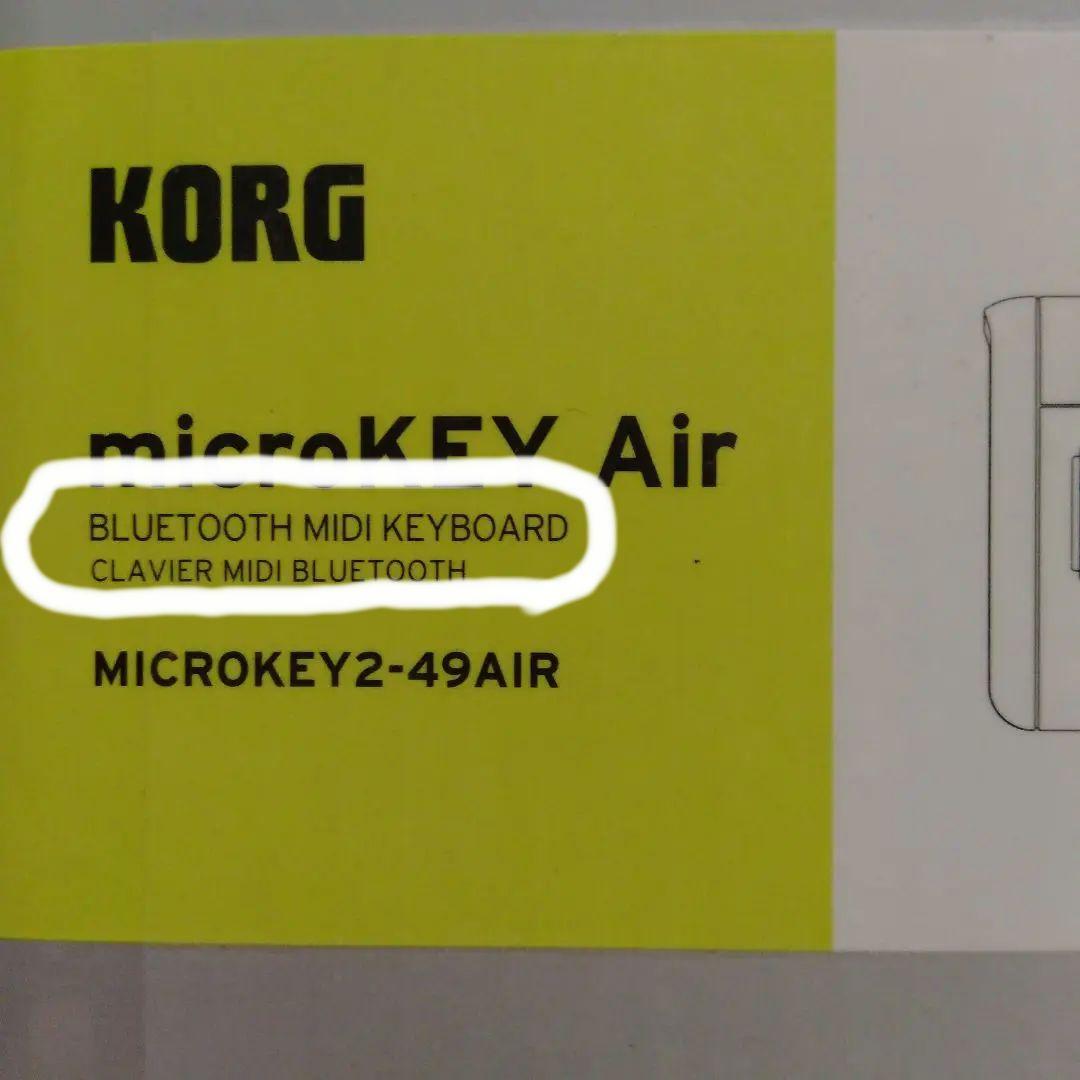 KORG
microKEY Air
BLUETOOTH MIDI KEYBOARD
CLAVIER MIDI BLUETOOTH
MICROKEY2-49AIR